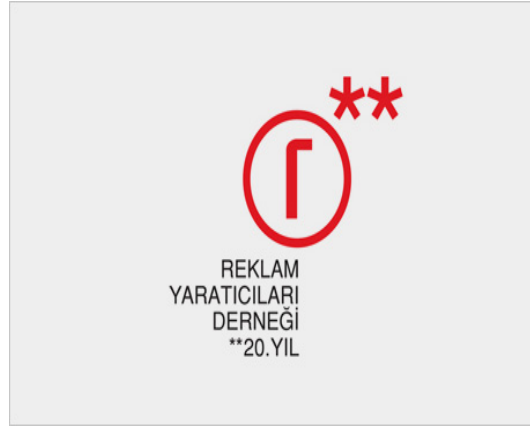 r**
REKLAM
YARATICILARI
DERNEĞİ
**20.YIL